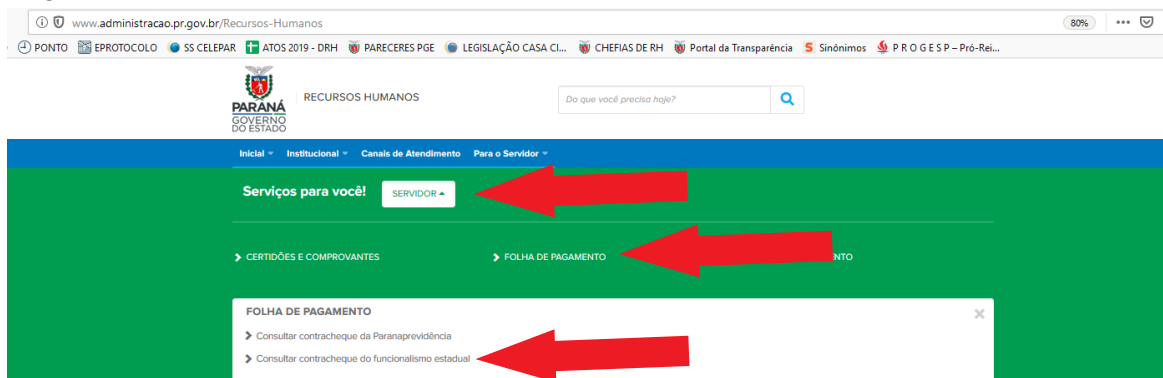 www.administracao.pr.gov.br/Recursos-Humanos 80%
PONTO EPROTOCOLO SS CELEPAR ATOS 2019 - DRH PARECERES PGE LEGISLAÇÃO CASA CI... CHEFIAS DE RH Portal da Transparência Sinônimos P R O G E S P – Pró-Rei...
PARANÁ
GOVERNO
DO ESTADO
RECURSOS HUMANOS
Do que você precisa hoje?
Inicial Institucional Canais de Atendimento Para o Servidor
Serviços para você! SERVIDOR
CERTIDÕES E COMPROVANTES FOLHA DE PAGAMENTO
FOLHA DE PAGAMENTO
Consultar contracheque da Paranaprevidência
Consultar contracheque do funcionalismo estadual